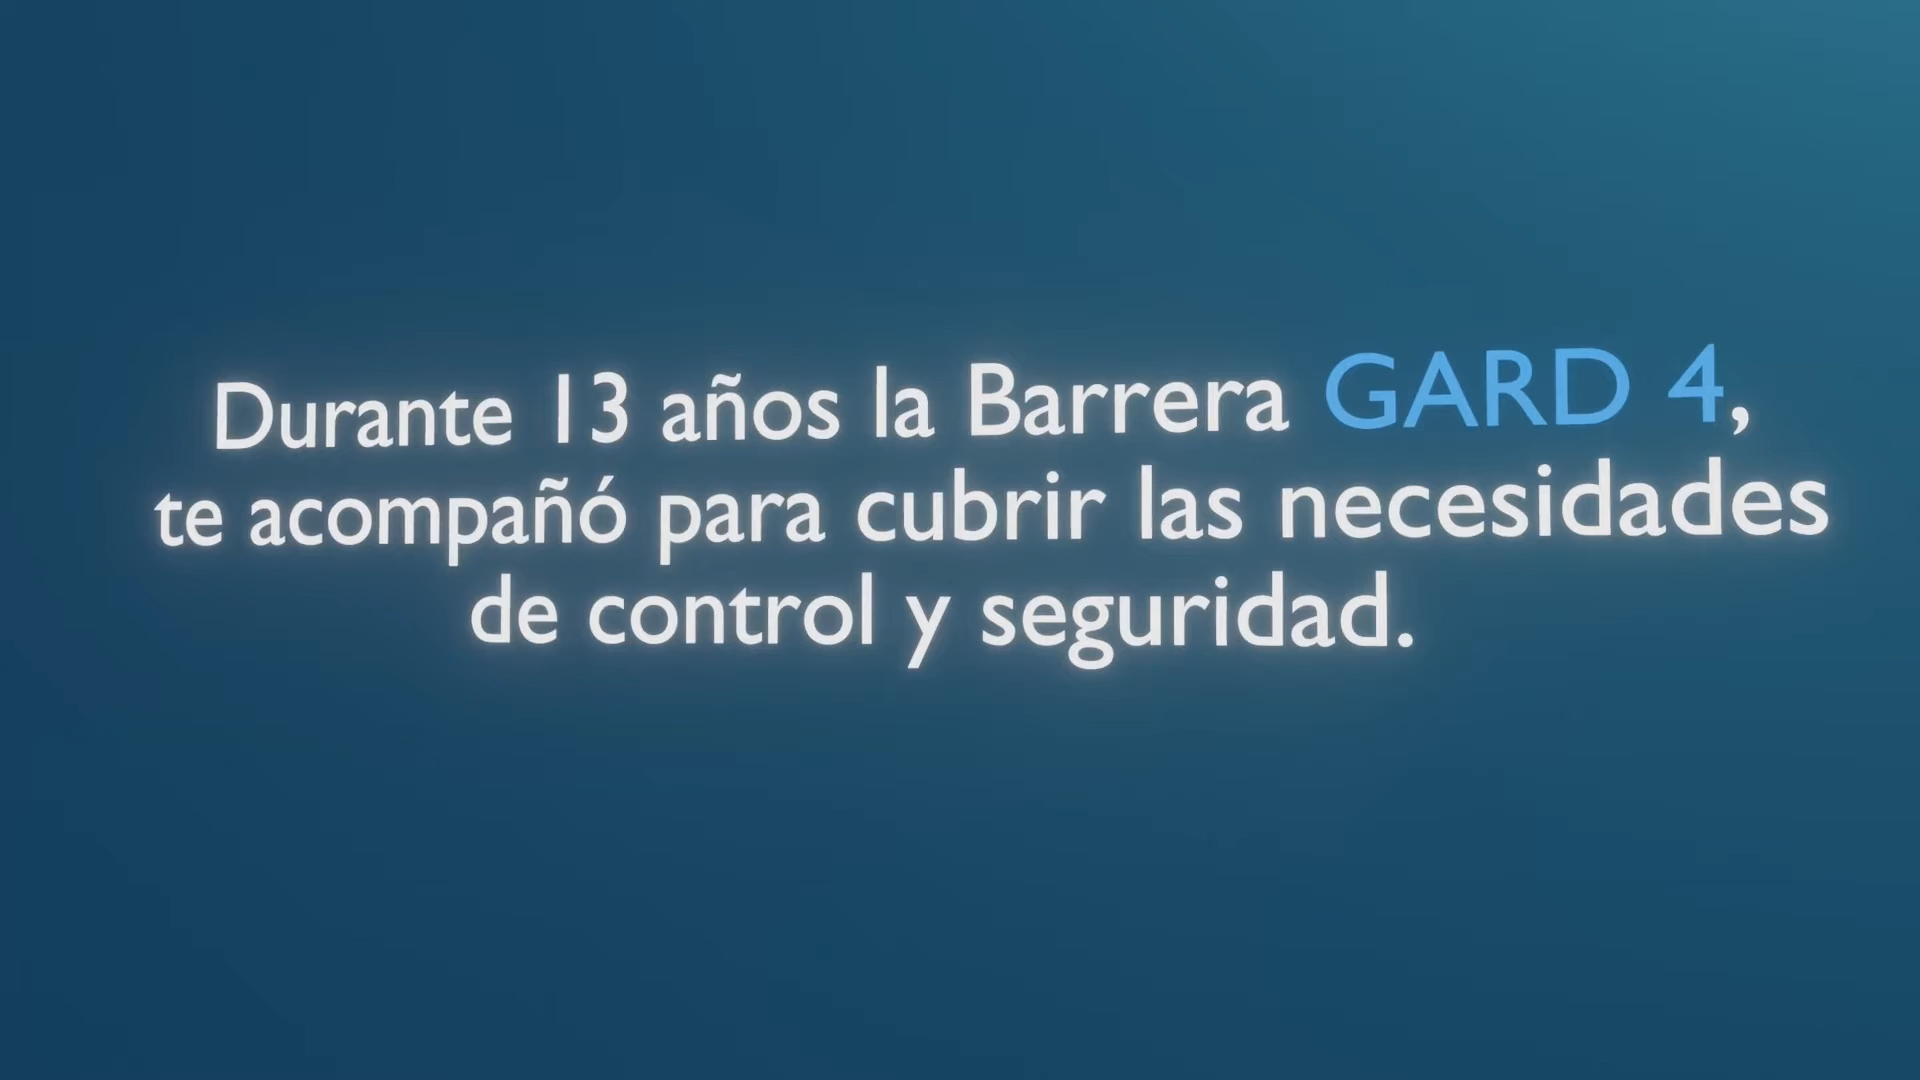 Durante 13 años la Barrera GARD 4,
te acompañó para cubrir las necesidades
de control y seguridad.